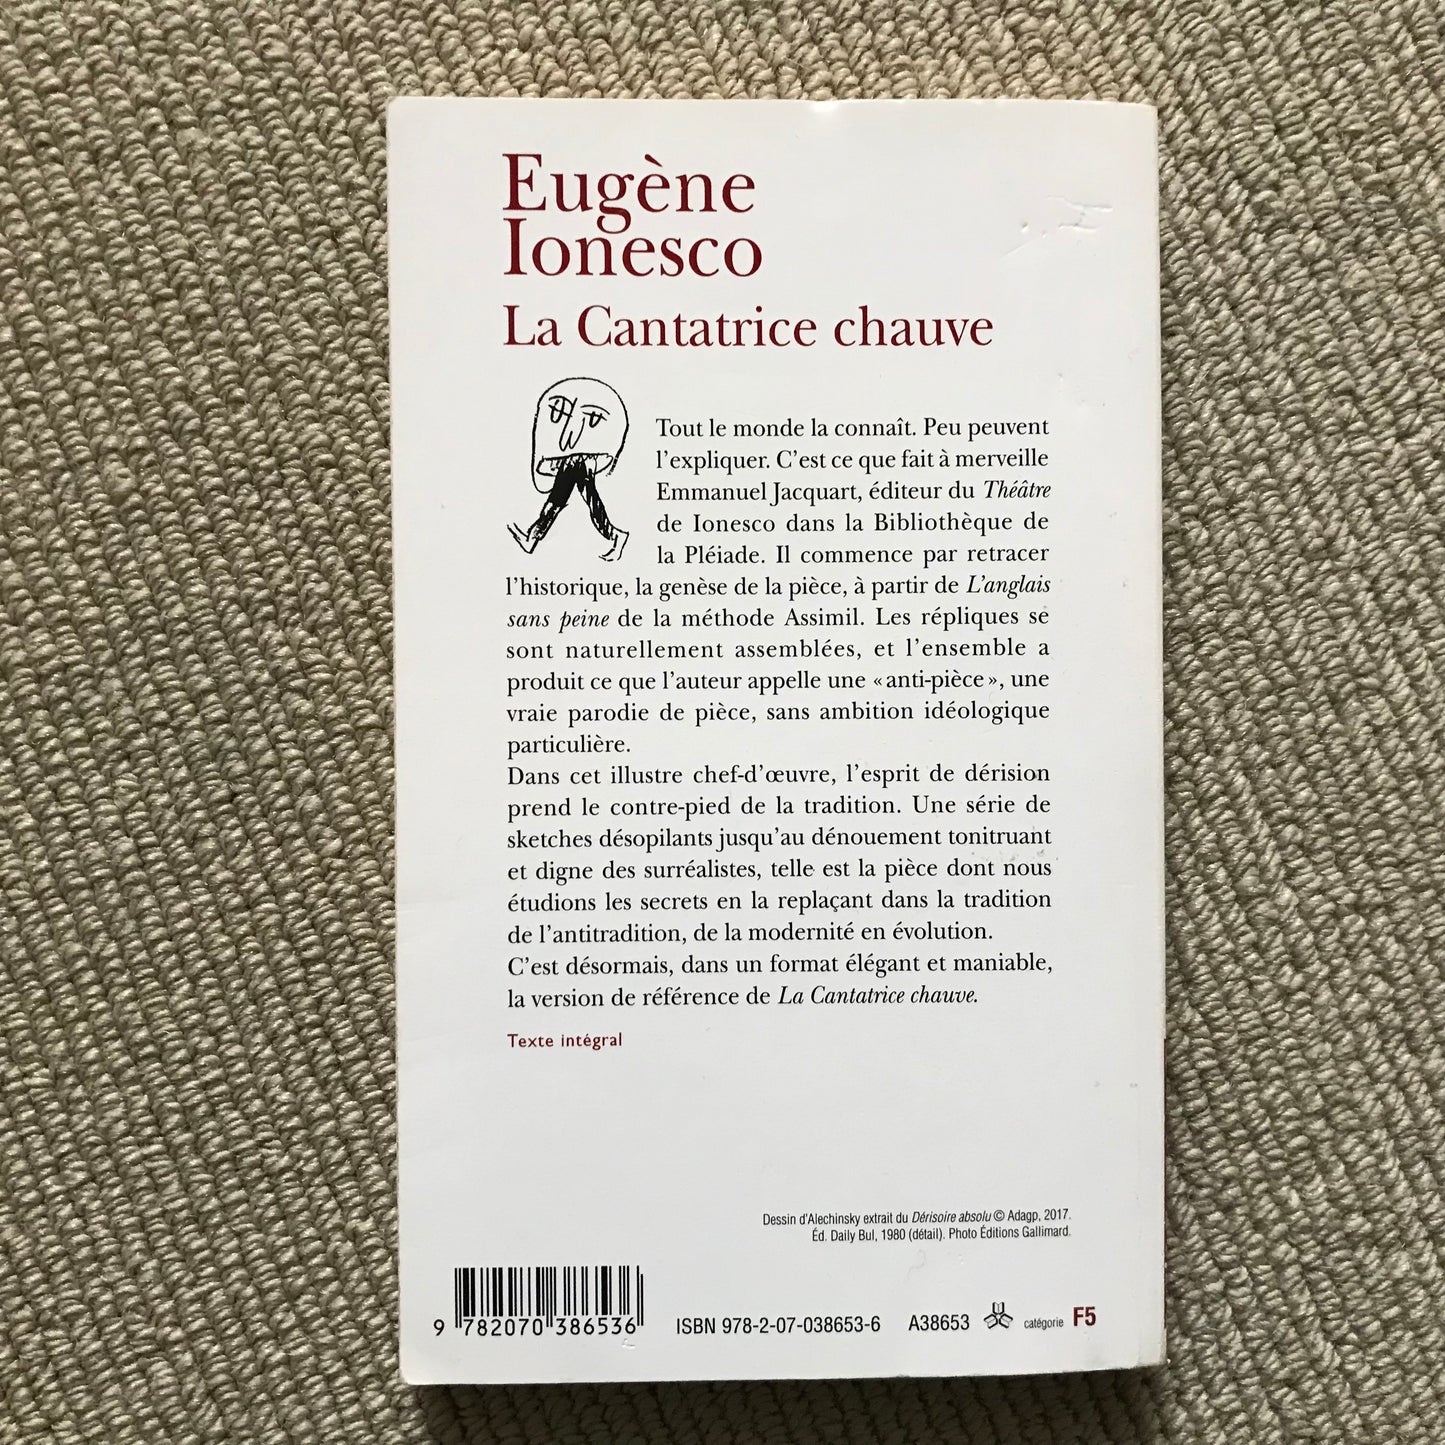 Eugène
Ionesco
La Cantatrice chauve
Tout le monde la connaît. Peu peuvent
l'expliquer. C'est ce que fait à merveille
Emmanuel Jacquart, éditeur du Théâtre
de Ionesco dans la Bibliothèque de
la Pléiade. Il commence par retracer
l'historique, la genèse de la pièce, à partir de L'anglais
sans peine de la méthode Assimil. Les répliques se
sont naturellement assemblées, et l'ensemble a
produit ce que l'auteur appelle une «anti-pièce», une
vraie parodie de pièce, sans ambition idéologique
particulière.
Dans cet illustre chef-d'œuvre, l'esprit de dérision
prend le contre-pied de la tradition. Une série de
sketches désopilants jusqu'au dénouement tonitruant
et digne des surréalistes, telle est la pièce dont nous
étudions les secrets en la replaçant dans la tradition
de l'antitradition, de la modernité en évolution.
C'est désormais, dans un format élégant et maniable,
la version de référence de La Cantatrice chauve.
Texte intégral
Dessin d'Alechinsky extrait du Dérisoire absolu © Adagp, 2017.
Éd. Daily Bul, 1980 (détail). Photo Éditions Gallimard.
9 782070 386536 ISBN 978-2-07-038653-6 A38653 catégorie F5